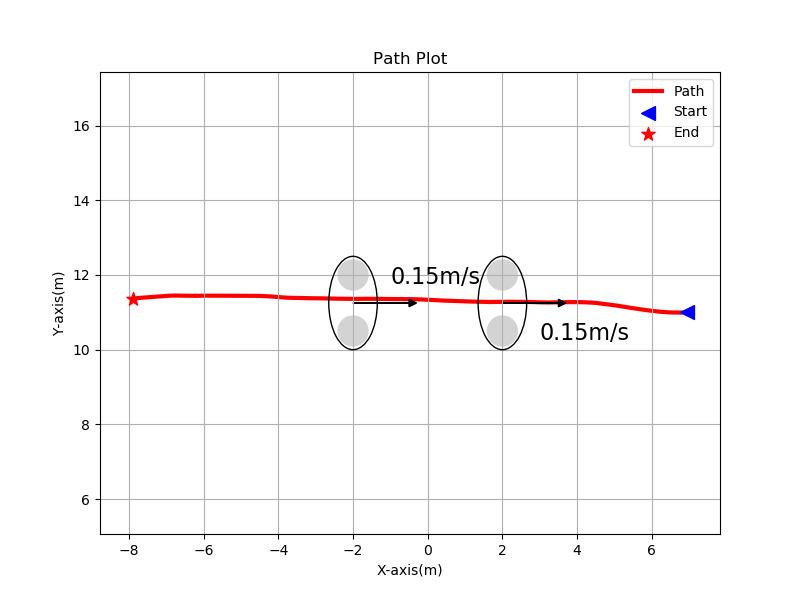 Path Plot
Path
Start
End
16
14
12
10
8
6
Y-axis(m)
0.15m/s
0.15m/s
−8
−6
−4
−2
0
2
4
6
X-axis(m)